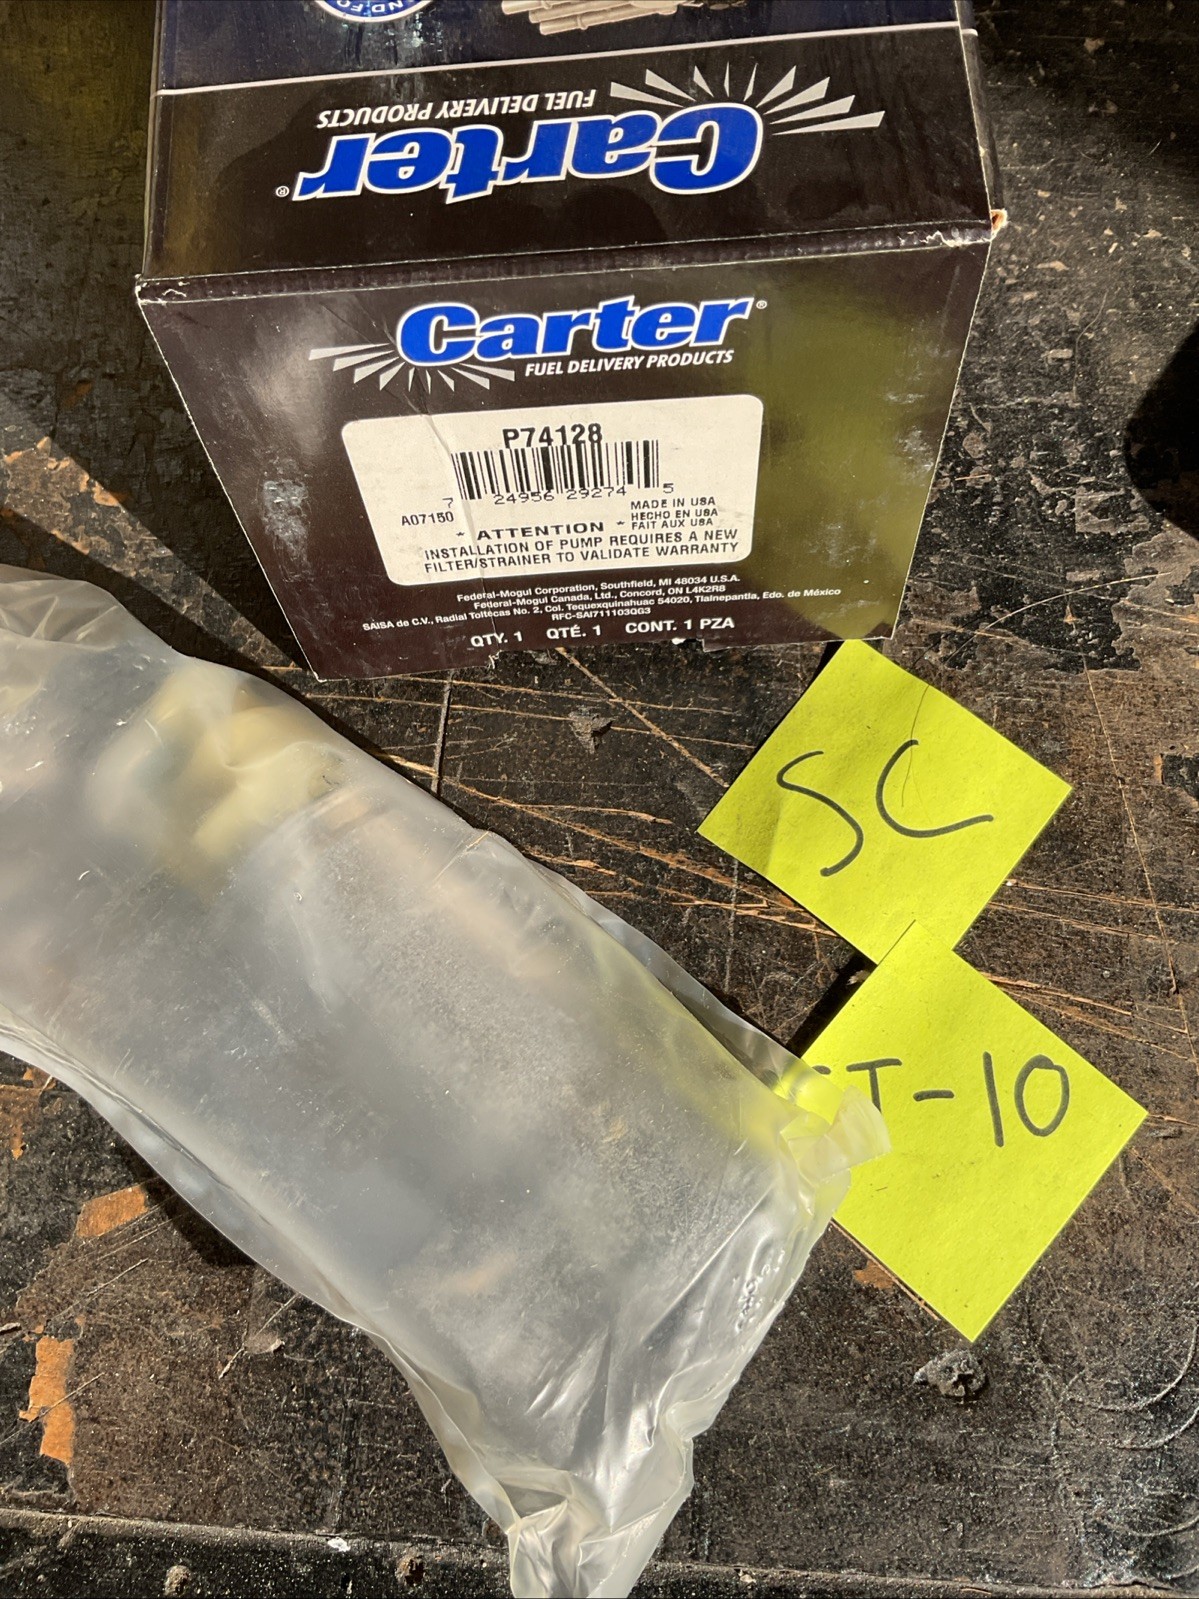 FUEL DELIVERY PRODUCTS
Carter®
Carter®
FUEL DELIVERY PRODUCTS
P74128
7 24956 29274 5
A07150
MADE IN USA
HECHO EN USA
FAIT AUX USA
* ATTENTION *
INSTALLATION OF PUMP REQUIRES A NEW
FILTER/STRAINER TO VALIDATE WARRANTY
Federal-Mogul Corporation, Southfield, MI 48034 U.S.A.
Federal-Mogul Canada, Ltd., Concord, ON L4K2R8
SAISA de C.V., Radial Toltecas No. 2, Col. Tequexquinahuac 54020, Tlalnepantla, Edo. de México
RFC-SAI711103QG3
QTY. 1 QTÉ. 1 CONT. 1 PZA
SC
T-10